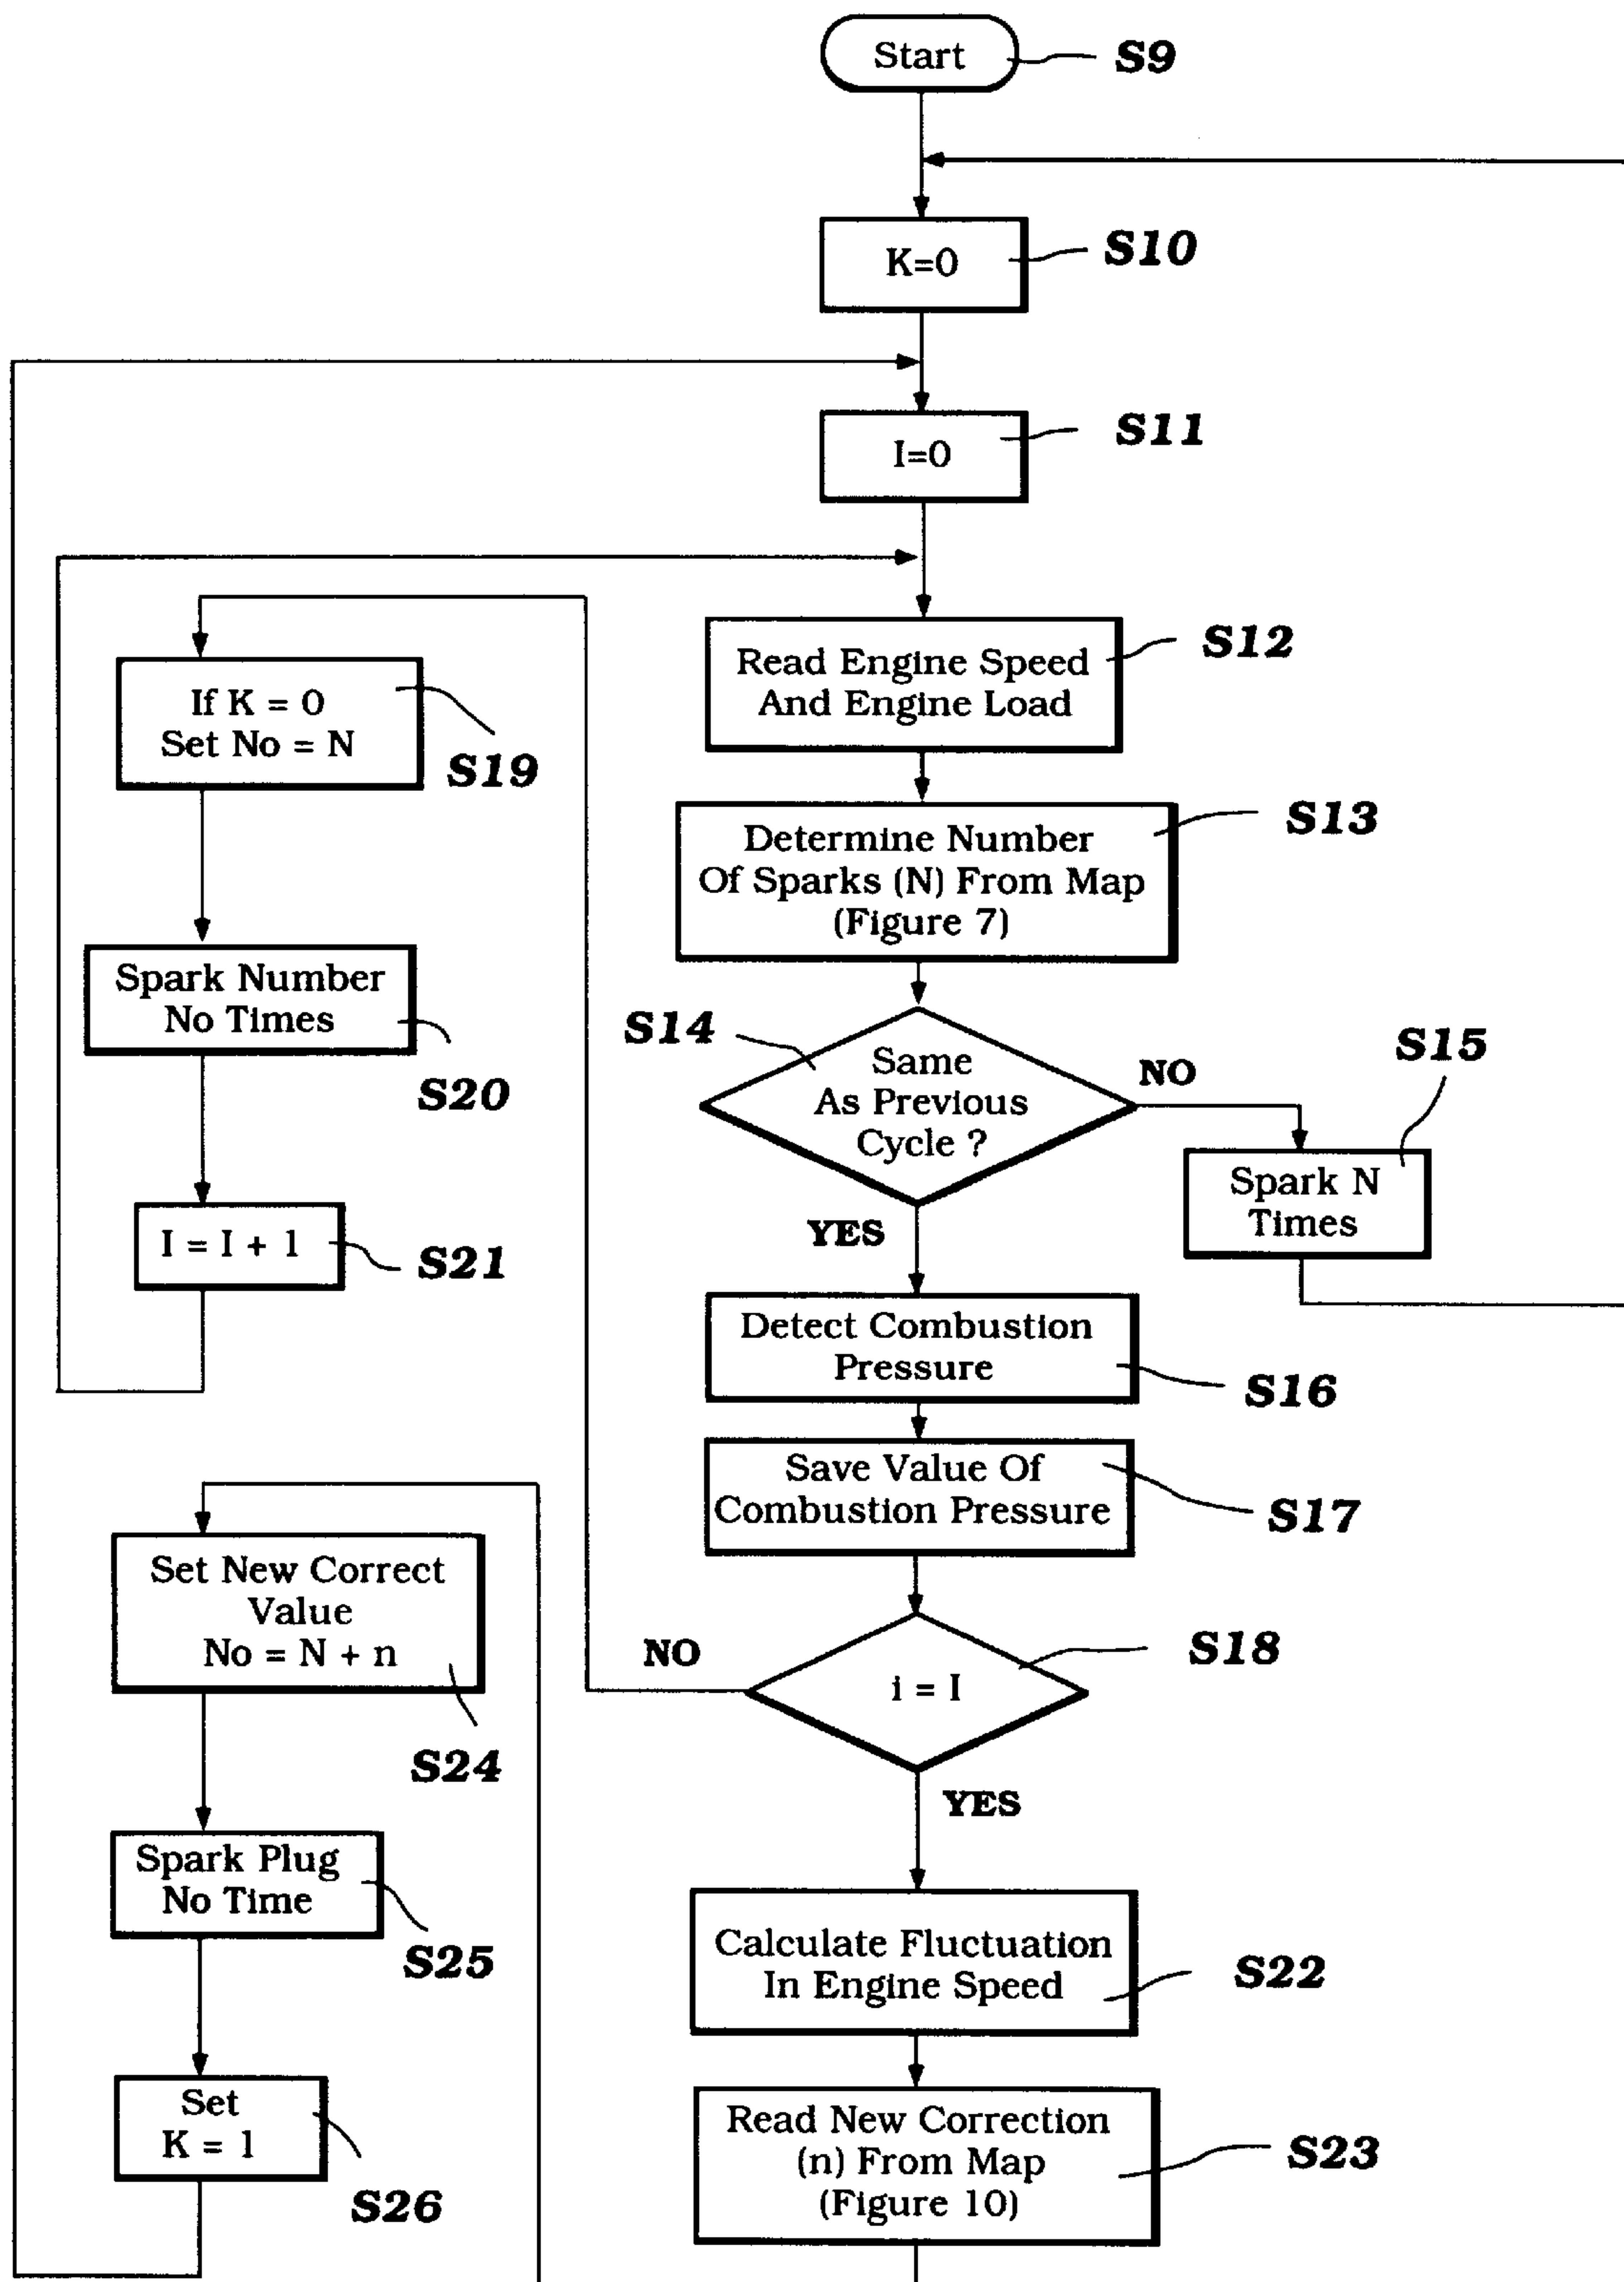 Start
S9
K=0
S10
I=0
S11
Read Engine Speed
And Engine Load
S12
Determine Number
Of Sparks (N) From Map
(Figure 7)
S13
S14
Same
As Previous
Cycle ?
NO
YES
S15
Spark N
Times
Detect Combustion
Pressure
S16
Save Value Of
Combustion Pressure
S17
i = I
S18
NO
YES
If K = 0
Set No = N
S19
Spark Number
No Times
S20
I = I + 1
S21
Calculate Fluctuation
In Engine Speed
S22
Read New Correction
(n) From Map
(Figure 10)
S23
Set New Correct
Value
No = N + n
S24
Spark Plug
No Time
S25
Set
K = 1
S26